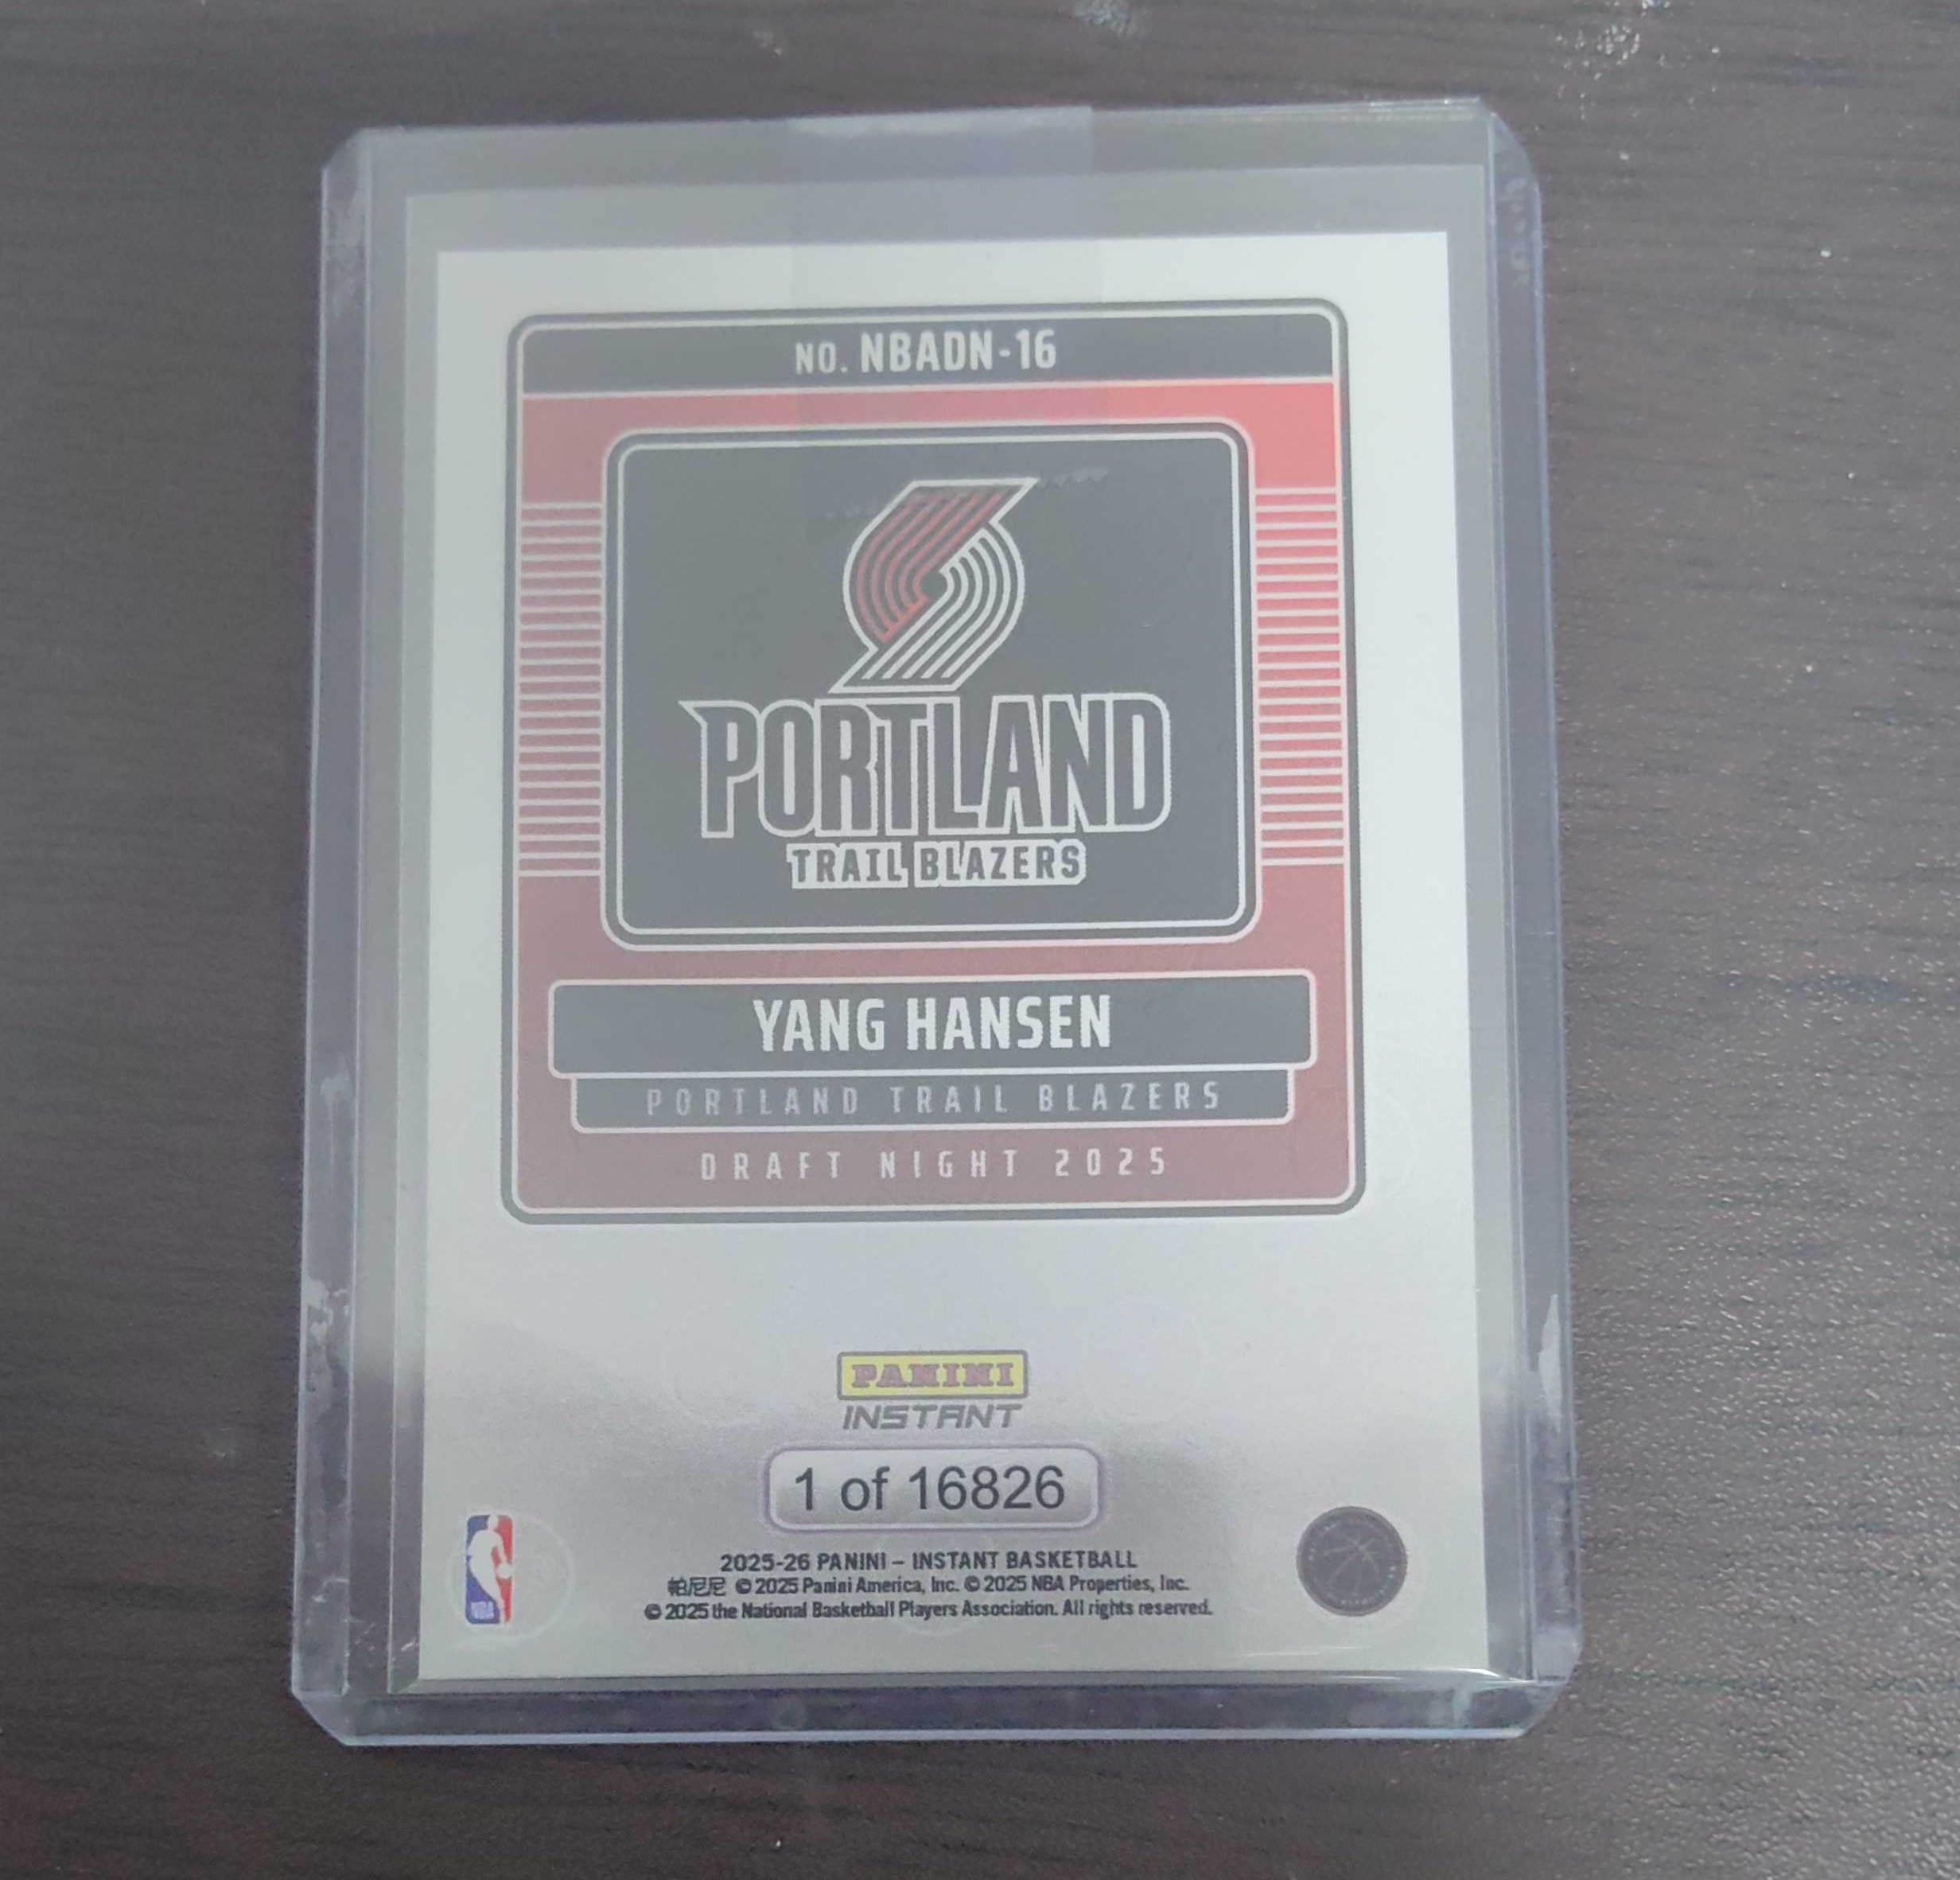 NO. NBADN-16
PORTLAND
TRAIL BLAZERS
YANG HANSEN
PORTLAND TRAIL BLAZERS
DRAFT NIGHT 2025
PANINI
INSTANT
1 of 16826
NBA
2025-26 PANINI – INSTANT BASKETBALL
帕尼尼 © 2025 Panini America, Inc. © 2025 NBA Properties, Inc.
© 2025 the National Basketball Players Association. All rights reserved.